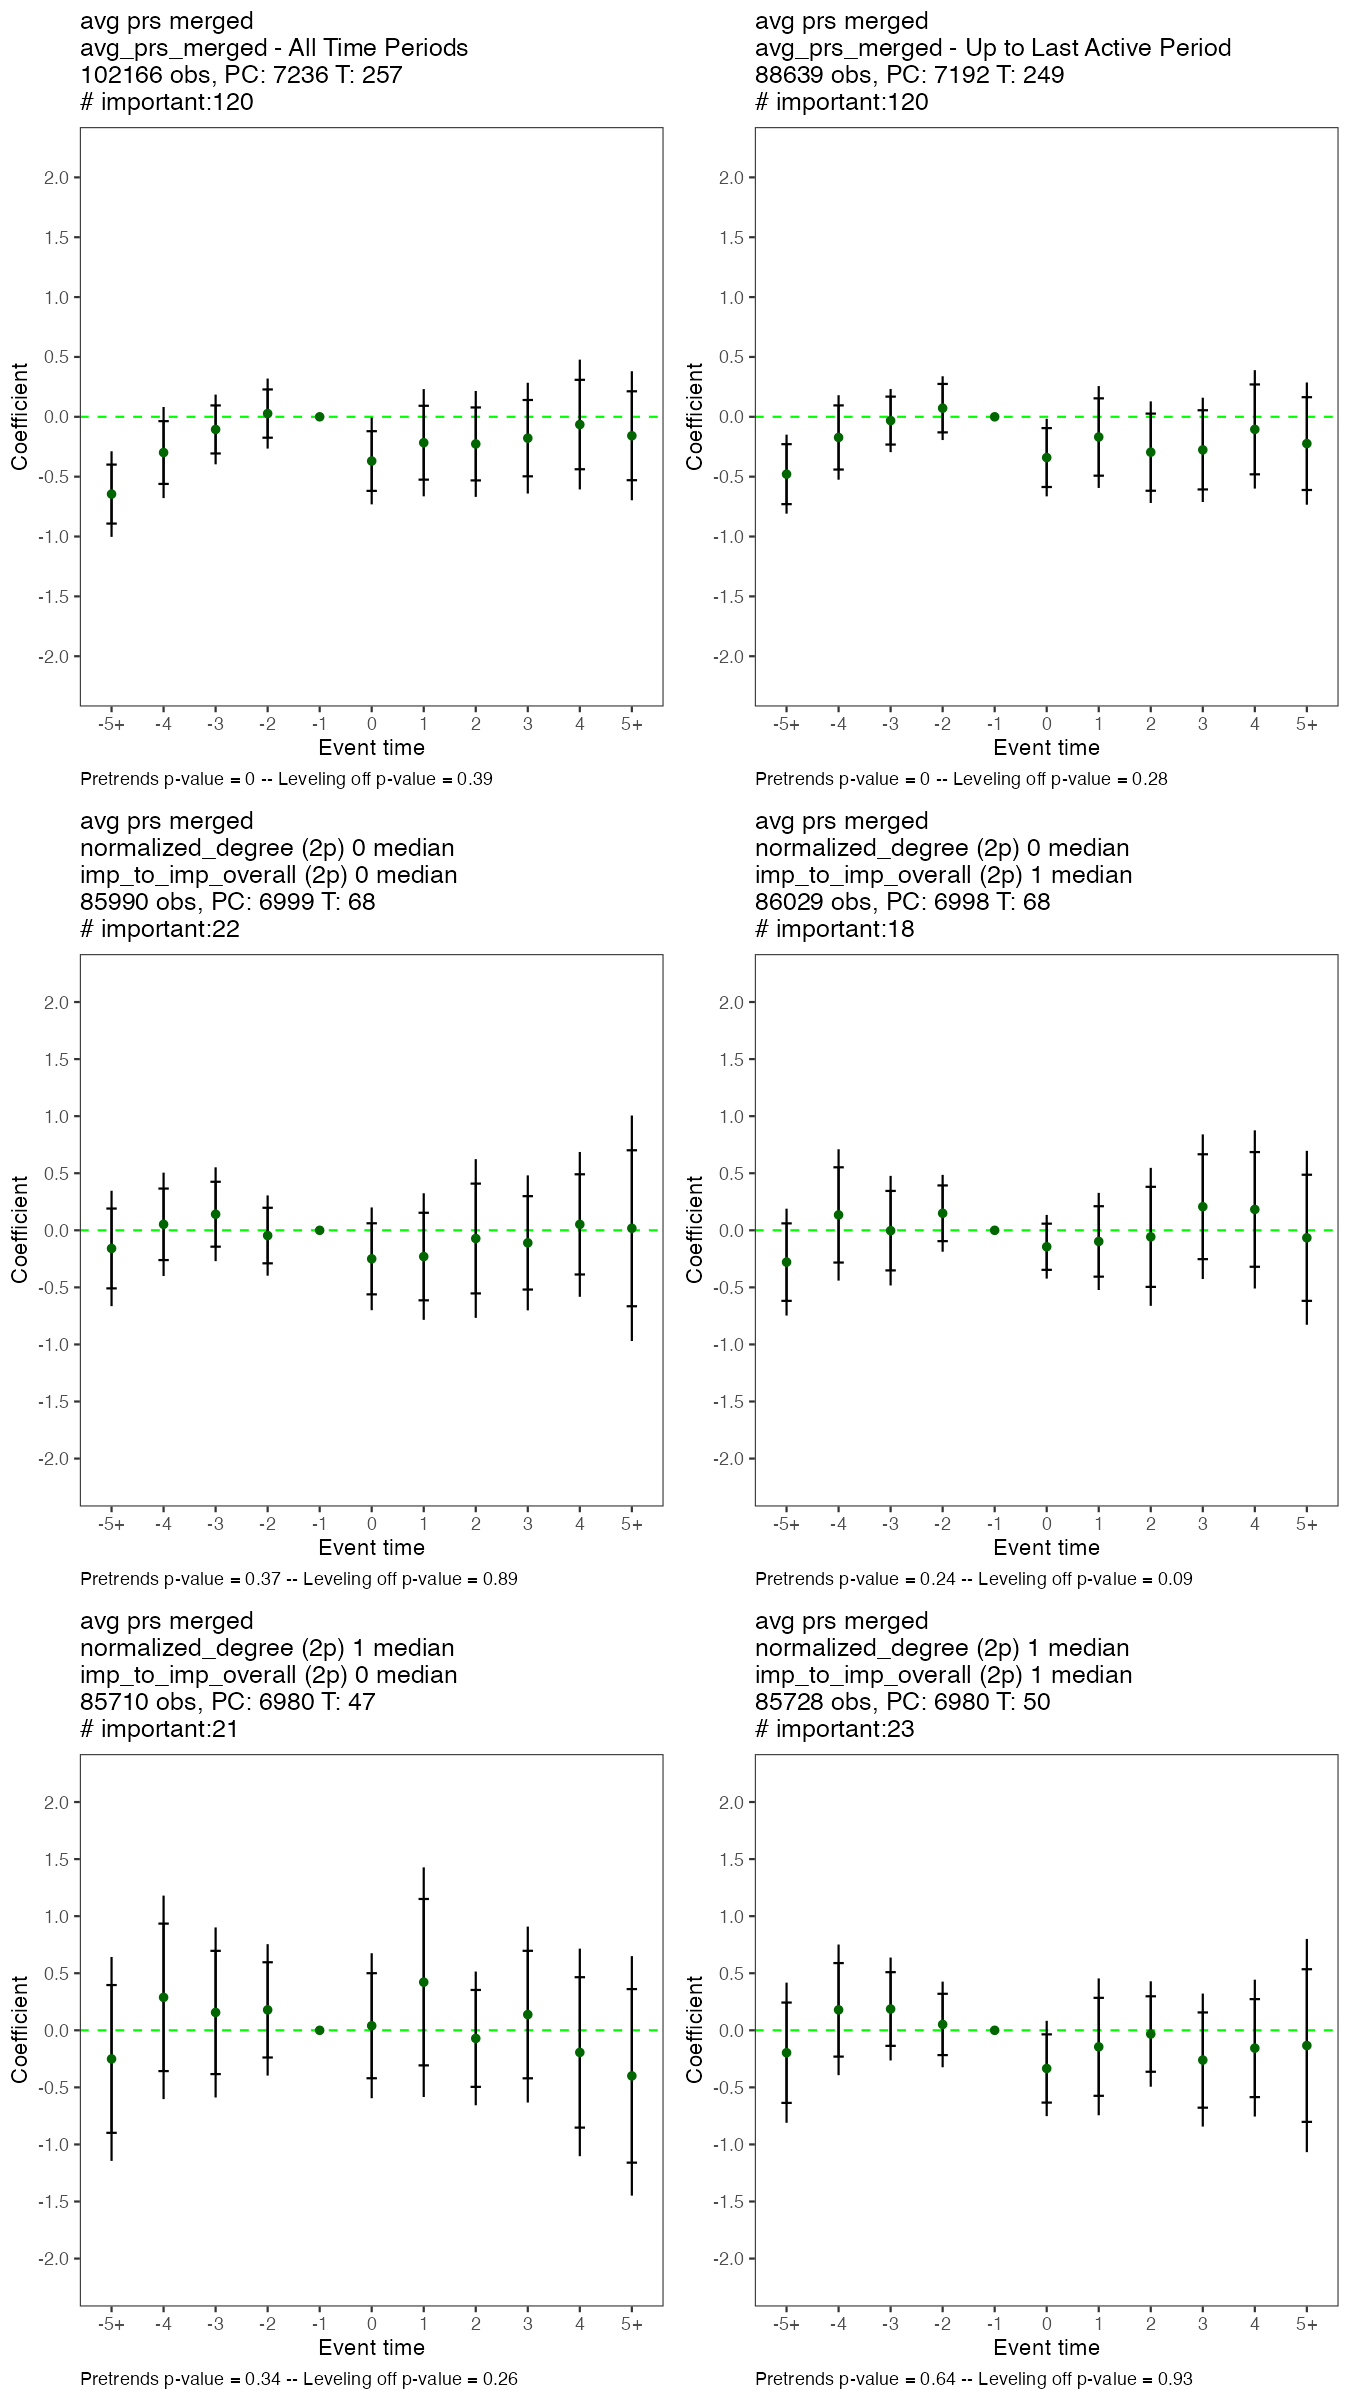 avg prs merged
avg_prs_merged - All Time Periods
102166 obs, PC: 7236 T: 257
# important:120
2.0
1.5
1.0
0.5
0.0
-0.5
-1.0
-1.5
-2.0
Coefficient
-5+ -4 -3 -2 -1 0 1 2 3 4 5+
Event time
Pretrends p-value = 0 -- Leveling off p-value = 0.39
avg prs merged
avg_prs_merged - Up to Last Active Period
88639 obs, PC: 7192 T: 249
# important:120
2.0
1.5
1.0
0.5
0.0
-0.5
-1.0
-1.5
-2.0
Coefficient
-5+ -4 -3 -2 -1 0 1 2 3 4 5+
Event time
Pretrends p-value = 0 -- Leveling off p-value = 0.28
avg prs merged
normalized_degree (2p) 0 median
imp_to_imp_overall (2p) 0 median
85990 obs, PC: 6999 T: 68
# important:22
2.0
1.5
1.0
0.5
0.0
-0.5
-1.0
-1.5
-2.0
Coefficient
-5+ -4 -3 -2 -1 0 1 2 3 4 5+
Event time
Pretrends p-value = 0.37 -- Leveling off p-value = 0.89
avg prs merged
normalized_degree (2p) 0 median
imp_to_imp_overall (2p) 1 median
86029 obs, PC: 6998 T: 68
# important:18
2.0
1.5
1.0
0.5
0.0
-0.5
-1.0
-1.5
-2.0
Coefficient
-5+ -4 -3 -2 -1 0 1 2 3 4 5+
Event time
Pretrends p-value = 0.24 -- Leveling off p-value = 0.09
avg prs merged
normalized_degree (2p) 1 median
imp_to_imp_overall (2p) 0 median
85710 obs, PC: 6980 T: 47
# important:21
2.0
1.5
1.0
0.5
0.0
-0.5
-1.0
-1.5
-2.0
Coefficient
-5+ -4 -3 -2 -1 0 1 2 3 4 5+
Event time
Pretrends p-value = 0.34 -- Leveling off p-value = 0.26
avg prs merged
normalized_degree (2p) 1 median
imp_to_imp_overall (2p) 1 median
85728 obs, PC: 6980 T: 50
# important:23
2.0
1.5
1.0
0.5
0.0
-0.5
-1.0
-1.5
-2.0
Coefficient
-5+ -4 -3 -2 -1 0 1 2 3 4 5+
Event time
Pretrends p-value = 0.64 -- Leveling off p-value = 0.93